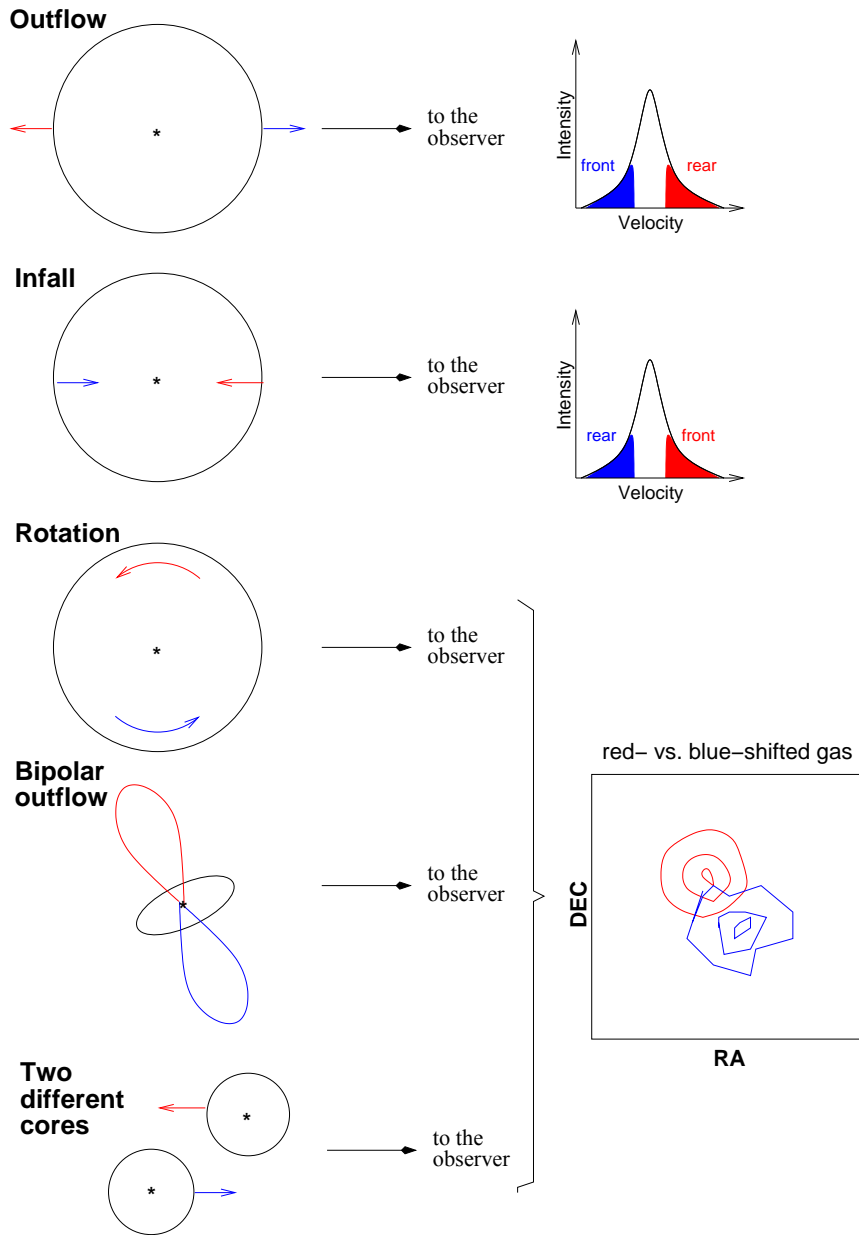 Outflow
*
to the
observer
Intensity
front
rear
Velocity
Infall
*
to the
observer
Intensity
rear
front
Velocity
Rotation
*
to the
observer
Bipolar
outflow
*
to the
observer
red− vs. blue−shifted gas
DEC
RA
Two
different
cores
*
*
to the
observer